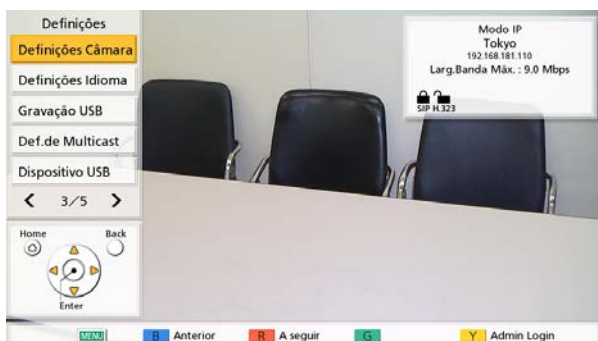 Definições
Definições Câmara
Definições Idioma
Gravação USB
Def.de Multicast
Dispositivo USB
3/5
Home
Back
Enter
Modo IP
Tokyo
192.168.181.110
Larg.Banda Máx. : 9.0 Mbps
SIP H.323
MENU B Anterior R A seguir G Y Admin Login